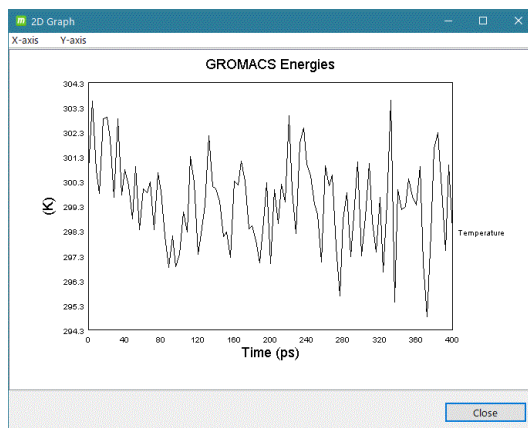 2D Graph
X-axis Y-axis
GROMACS Energies
304.3
303.3
302.3
301.3
300.3
299.3
298.3
297.3
296.3
295.3
294.3
(K)
Temperature
0 40 80 120 160 200 240 280 320 360 400
Time (ps)
Close